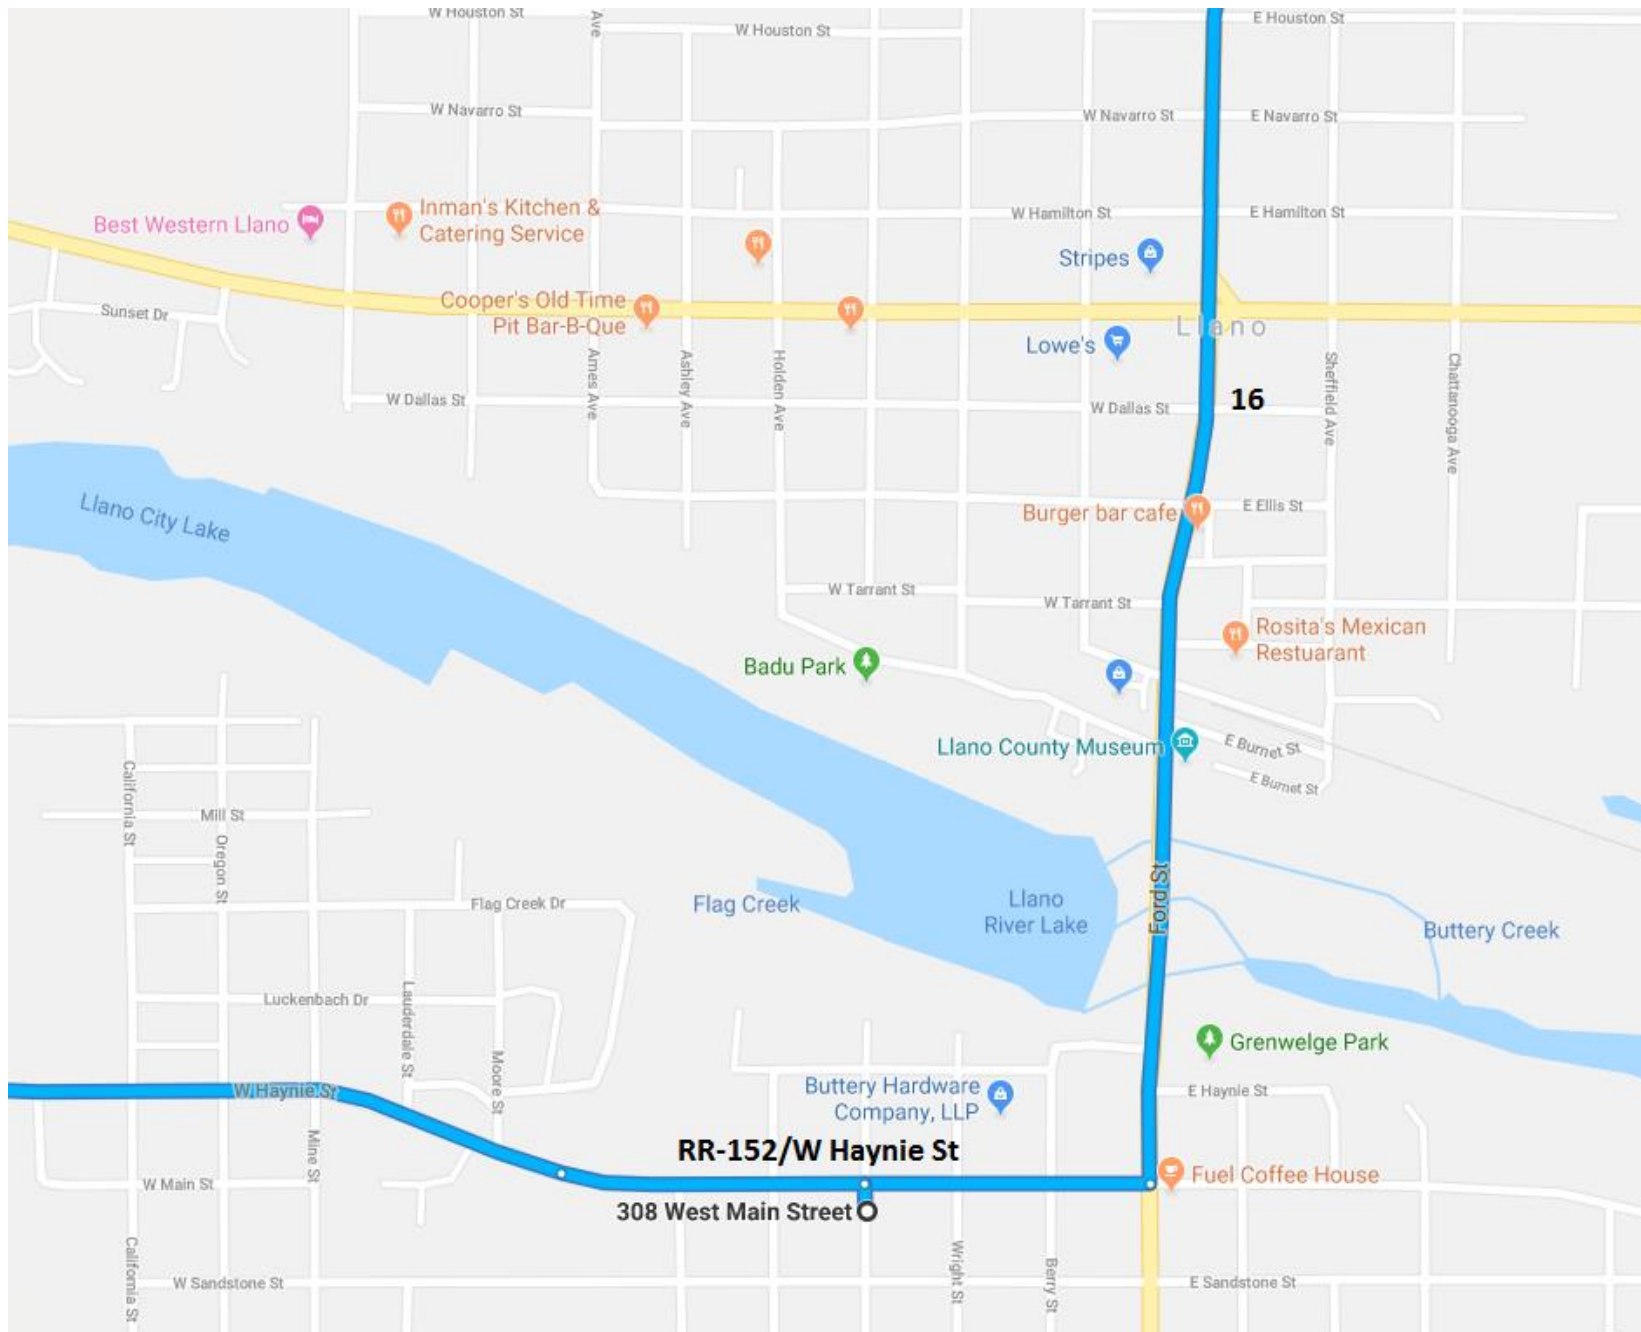 W Houston St
Ave
W Houston St
E Houston St
W Navarro St
W Navarro St
E Navarro St
Best Western Llano
Inman's Kitchen &
Catering Service
W Hamilton St
E Hamilton St
Stripes
Sunset Dr
Cooper's Old Time
Pit Bar-B-Que
Llano
Lowe's
Ames Ave
Ashley Ave
Holden Ave
Sheffield Ave
Chattanooga Ave
W Dallas St
W Dallas St
16
Llano City Lake
Burger bar cafe
E Ellis St
W Tarrant St
W Tarrant St
Rosita's Mexican
Restuarant
Badu Park
Llano County Museum
E Burnet St
E Burnet St
California St
Mill St
Oregon St
Flag Creek Dr
Flag Creek
Llano
River Lake
Ford St
Buttery Creek
Luckenbach Dr
Lauderdale St
Moore St
Grenwelge Park
W Haynie St
Buttery Hardware
Company, LLP
E Haynie St
Mine St
RR-152/W Haynie St
W Main St
Fuel Coffee House
308 West Main Street
California St
W Sandstone St
Wright St
Berry St
E Sandstone St